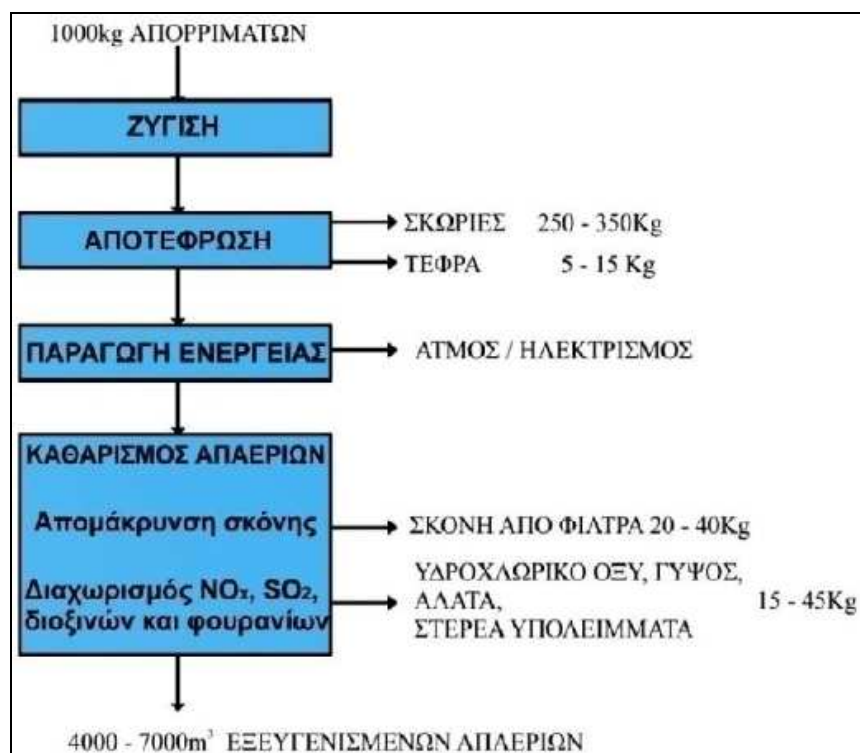 1000kg ΑΠΟΡΡΙΜΑΤΩΝ
ΖΥΓΙΣΗ
ΑΠΟΤΕΦΡΩΣΗ
ΣΚΩΡΙΕΣ 250 - 350Kg
ΤΕΦΡΑ 5 - 15 Kg
ΠΑΡΑΓΩΓΗ ΕΝΕΡΓΕΙΑΣ
ΑΤΜΟΣ / ΗΛΕΚΤΡΙΣΜΟΣ
ΚΑΘΑΡΙΣΜΟΣ ΑΠΑΕΡΙΩΝ
Απομάκρυνση σκόνης
ΣΚΟΝΗ ΑΠΟ ΦΙΛΤΡΑ 20 - 40Kg
Διαχωρισμός NOx, SO2,
διοξινών και φουρανίων
ΥΔΡΟΧΛΩΡΙΚΟ ΟΞΥ, ΓΥΨΟΣ,
ΑΛΑΤΑ, 15 - 45Kg
ΣΤΕΡΕΑ ΥΠΟΛΕΙΜΜΑΤΑ
4000 - 7000m³ ΕΞΕΥΓΕΝΙΣΜΕΝΩΝ ΑΠΑΕΡΙΩΝ